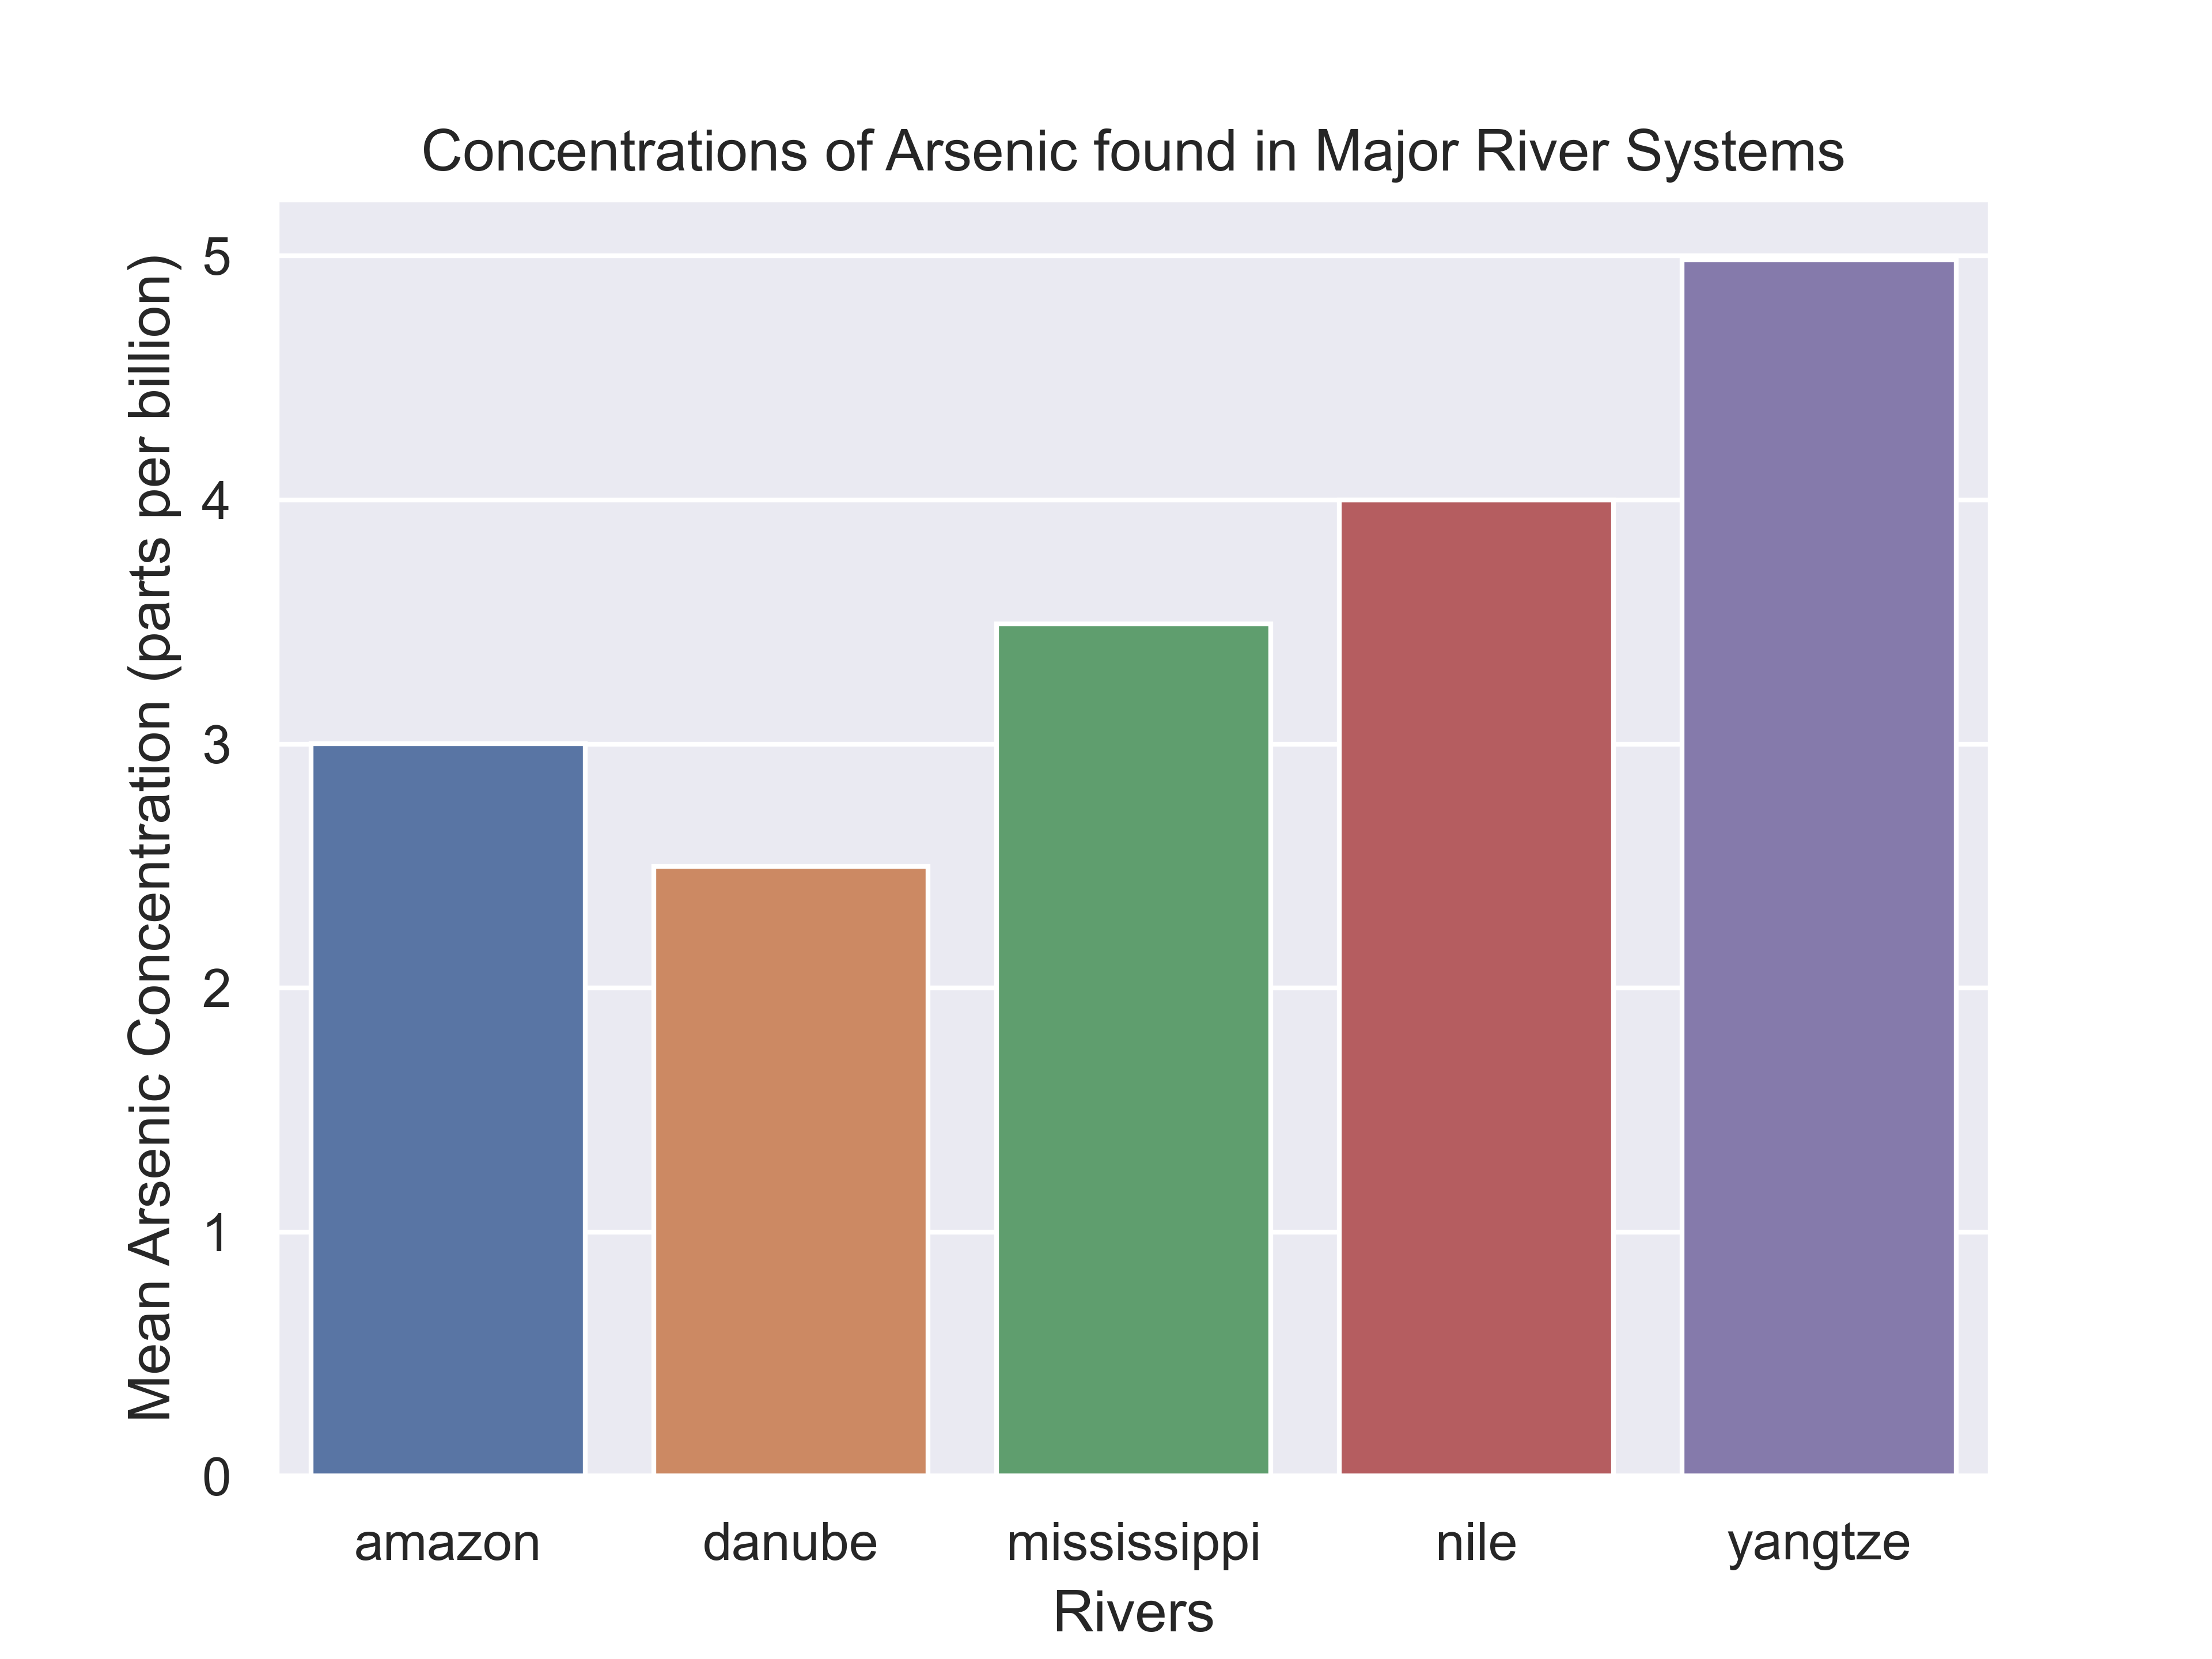 Concentrations of Arsenic found in Major River Systems
Mean Arsenic Concentration (parts per billion)
5
4
3
2
1
0
amazon danube mississippi nile yangtze
Rivers